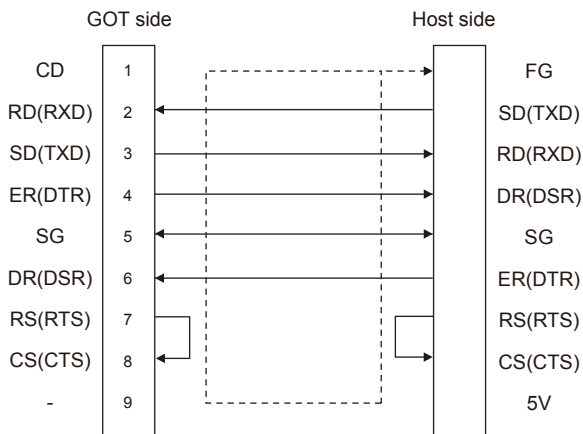 GOT side Host side
CD 1 FG
RD(RXD) 2 SD(TXD)
SD(TXD) 3 RD(RXD)
ER(DTR) 4 DR(DSR)
SG 5 SG
DR(DSR) 6 ER(DTR)
RS(RTS) 7 RS(RTS)
CS(CTS) 8 CS(CTS)
- 9 5V